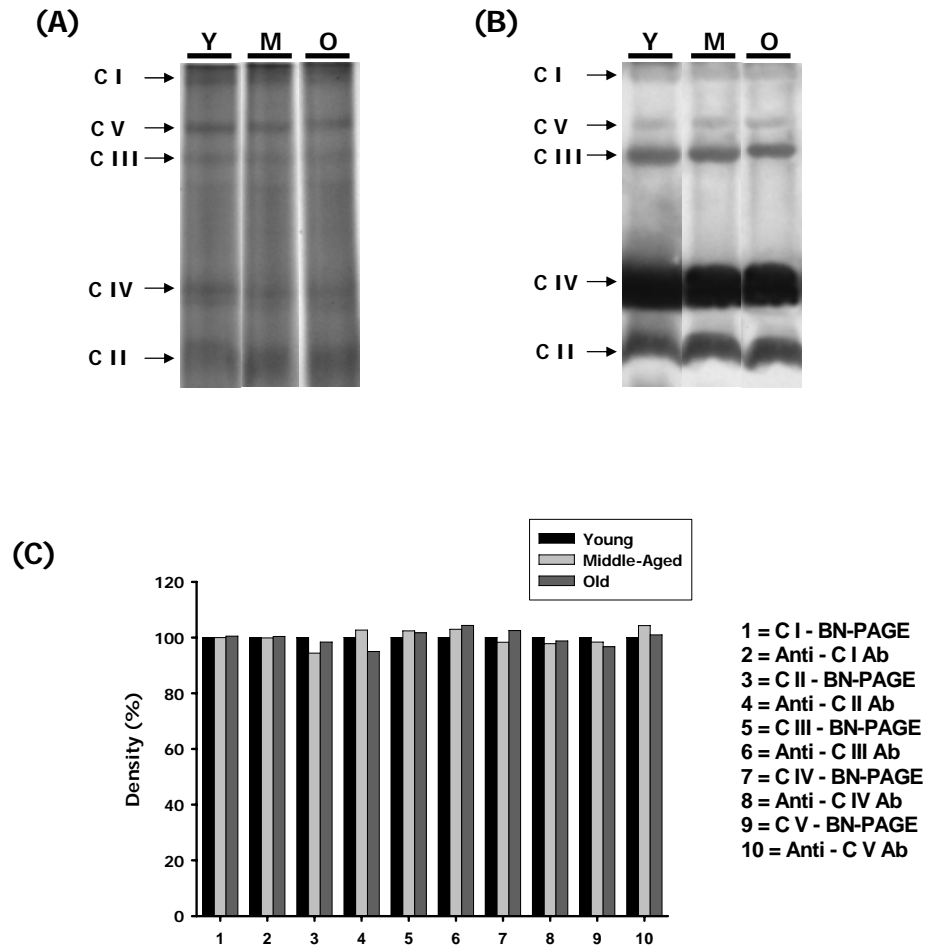 (A)
Y M O
C I
C V
C III
C IV
C II
(B)
Y M O
C I
C V
C III
C IV
C II
(C)
Young
Middle-Aged
Old
Density (%)
120
100
80
60
40
20
0
1 2 3 4 5 6 7 8 9 10
1 = C I - BN-PAGE
2 = Anti - C I Ab
3 = C II - BN-PAGE
4 = Anti - C II Ab
5 = C III - BN-PAGE
6 = Anti - C III Ab
7 = C IV - BN-PAGE
8 = Anti - C IV Ab
9 = C V - BN-PAGE
10 = Anti - C V Ab